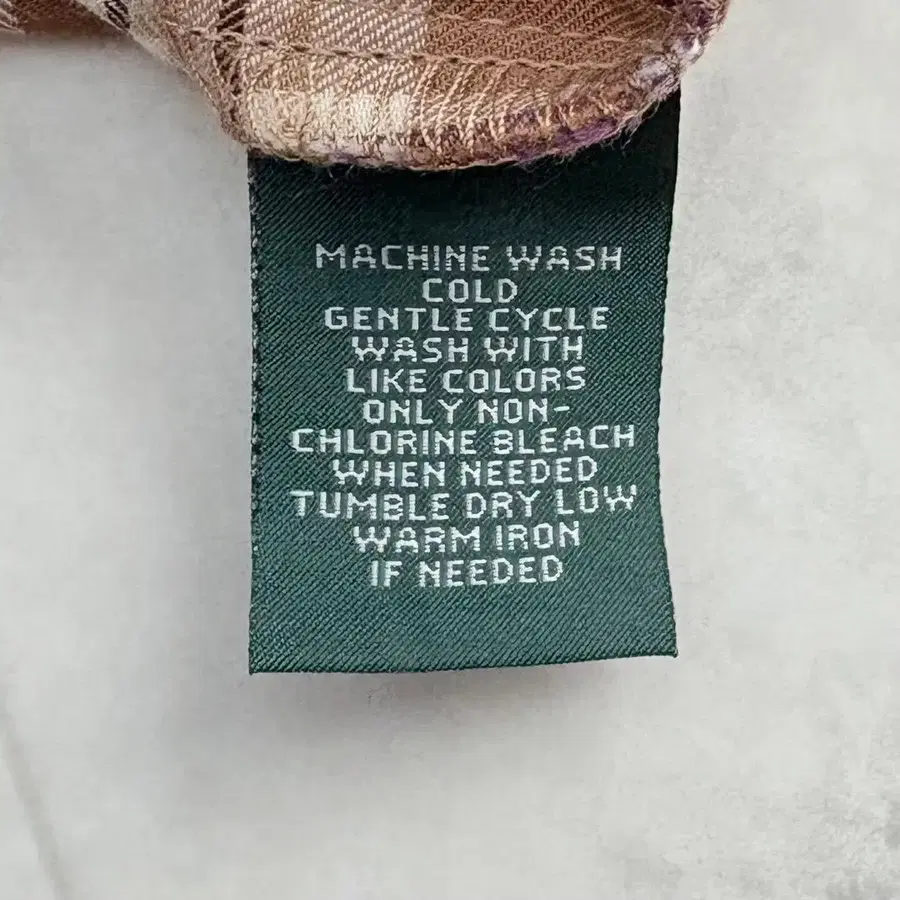 MACHINE WASH
COLD
GENTLE CYCLE
WASH WITH
LIKE COLORS
ONLY NON-
CHLORINE BLEACH
WHEN NEEDED
TUMBLE DRY LOW
WARM IRON
IF NEEDED